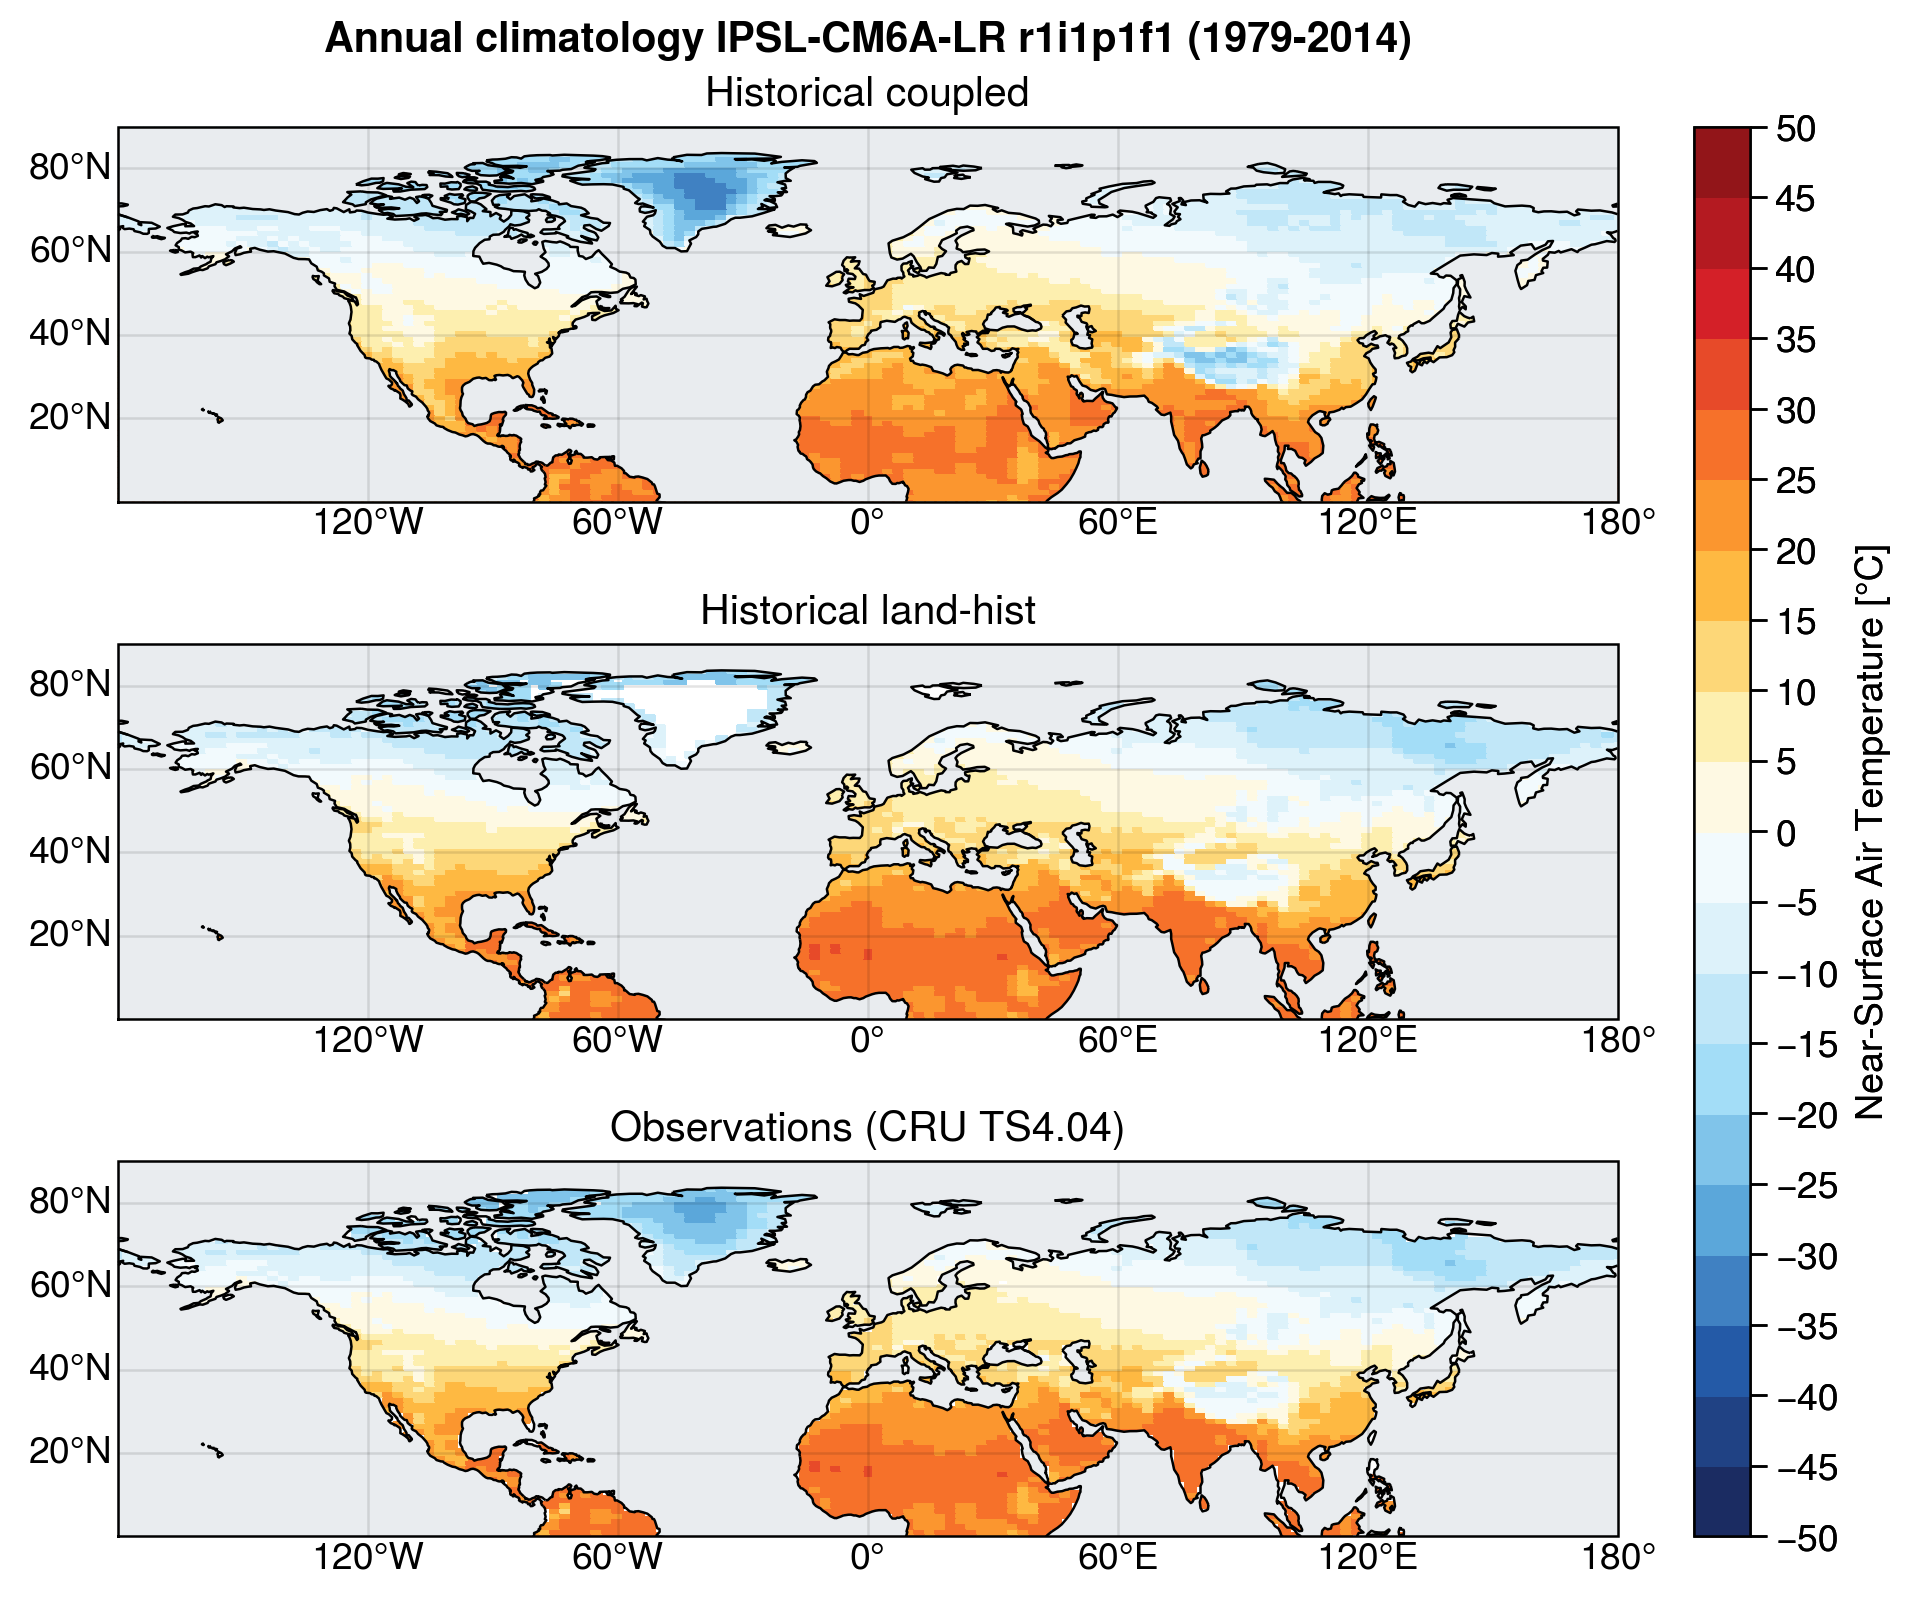 Annual climatology IPSL-CM6A-LR r1i1p1f1 (1979-2014)
Historical coupled
80°N
60°N
40°N
20°N
120°W 60°W 0° 60°E 120°E 180°
Historical land-hist
80°N
60°N
40°N
20°N
120°W 60°W 0° 60°E 120°E 180°
Observations (CRU TS4.04)
80°N
60°N
40°N
20°N
120°W 60°W 0° 60°E 120°E 180°
50
45
40
35
30
25
20
15
10
5
0
−5
−10
−15
−20
−25
−30
−35
−40
−45
−50
Near-Surface Air Temperature [°C]